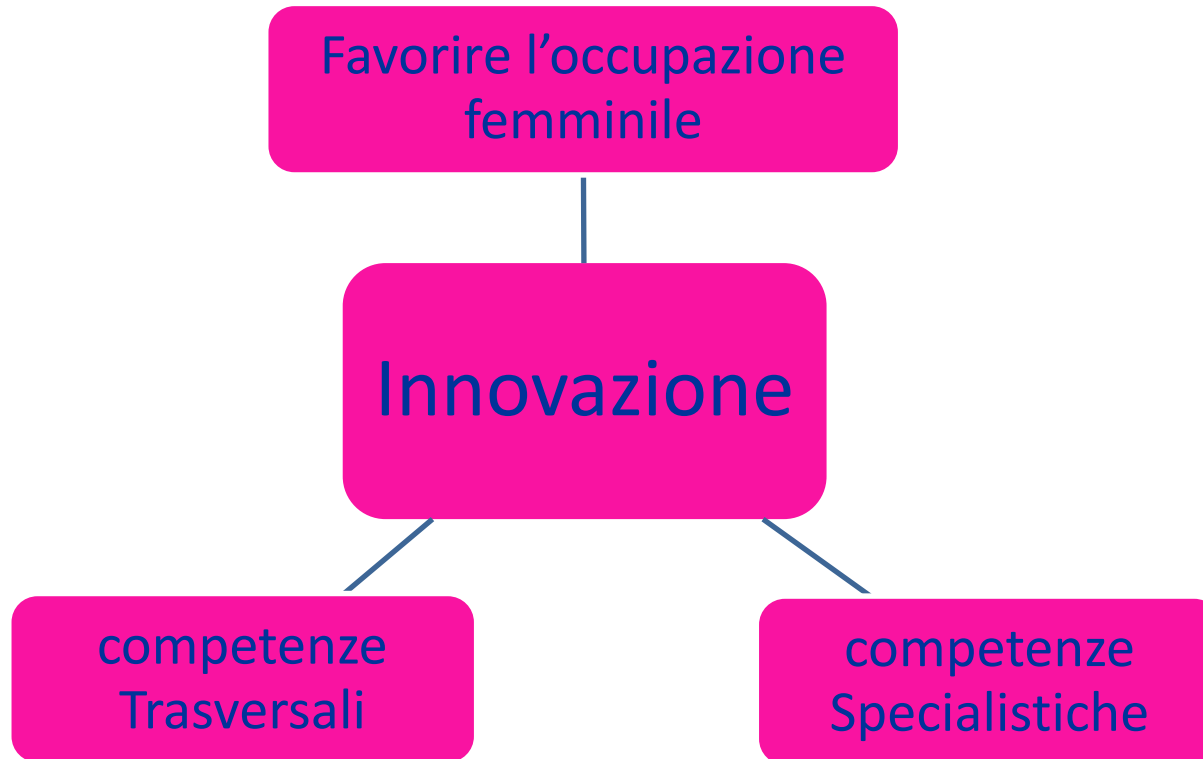 Favorire l’occupazione
femminile
Innovazione
competenze
Trasversali
competenze
Specialistiche